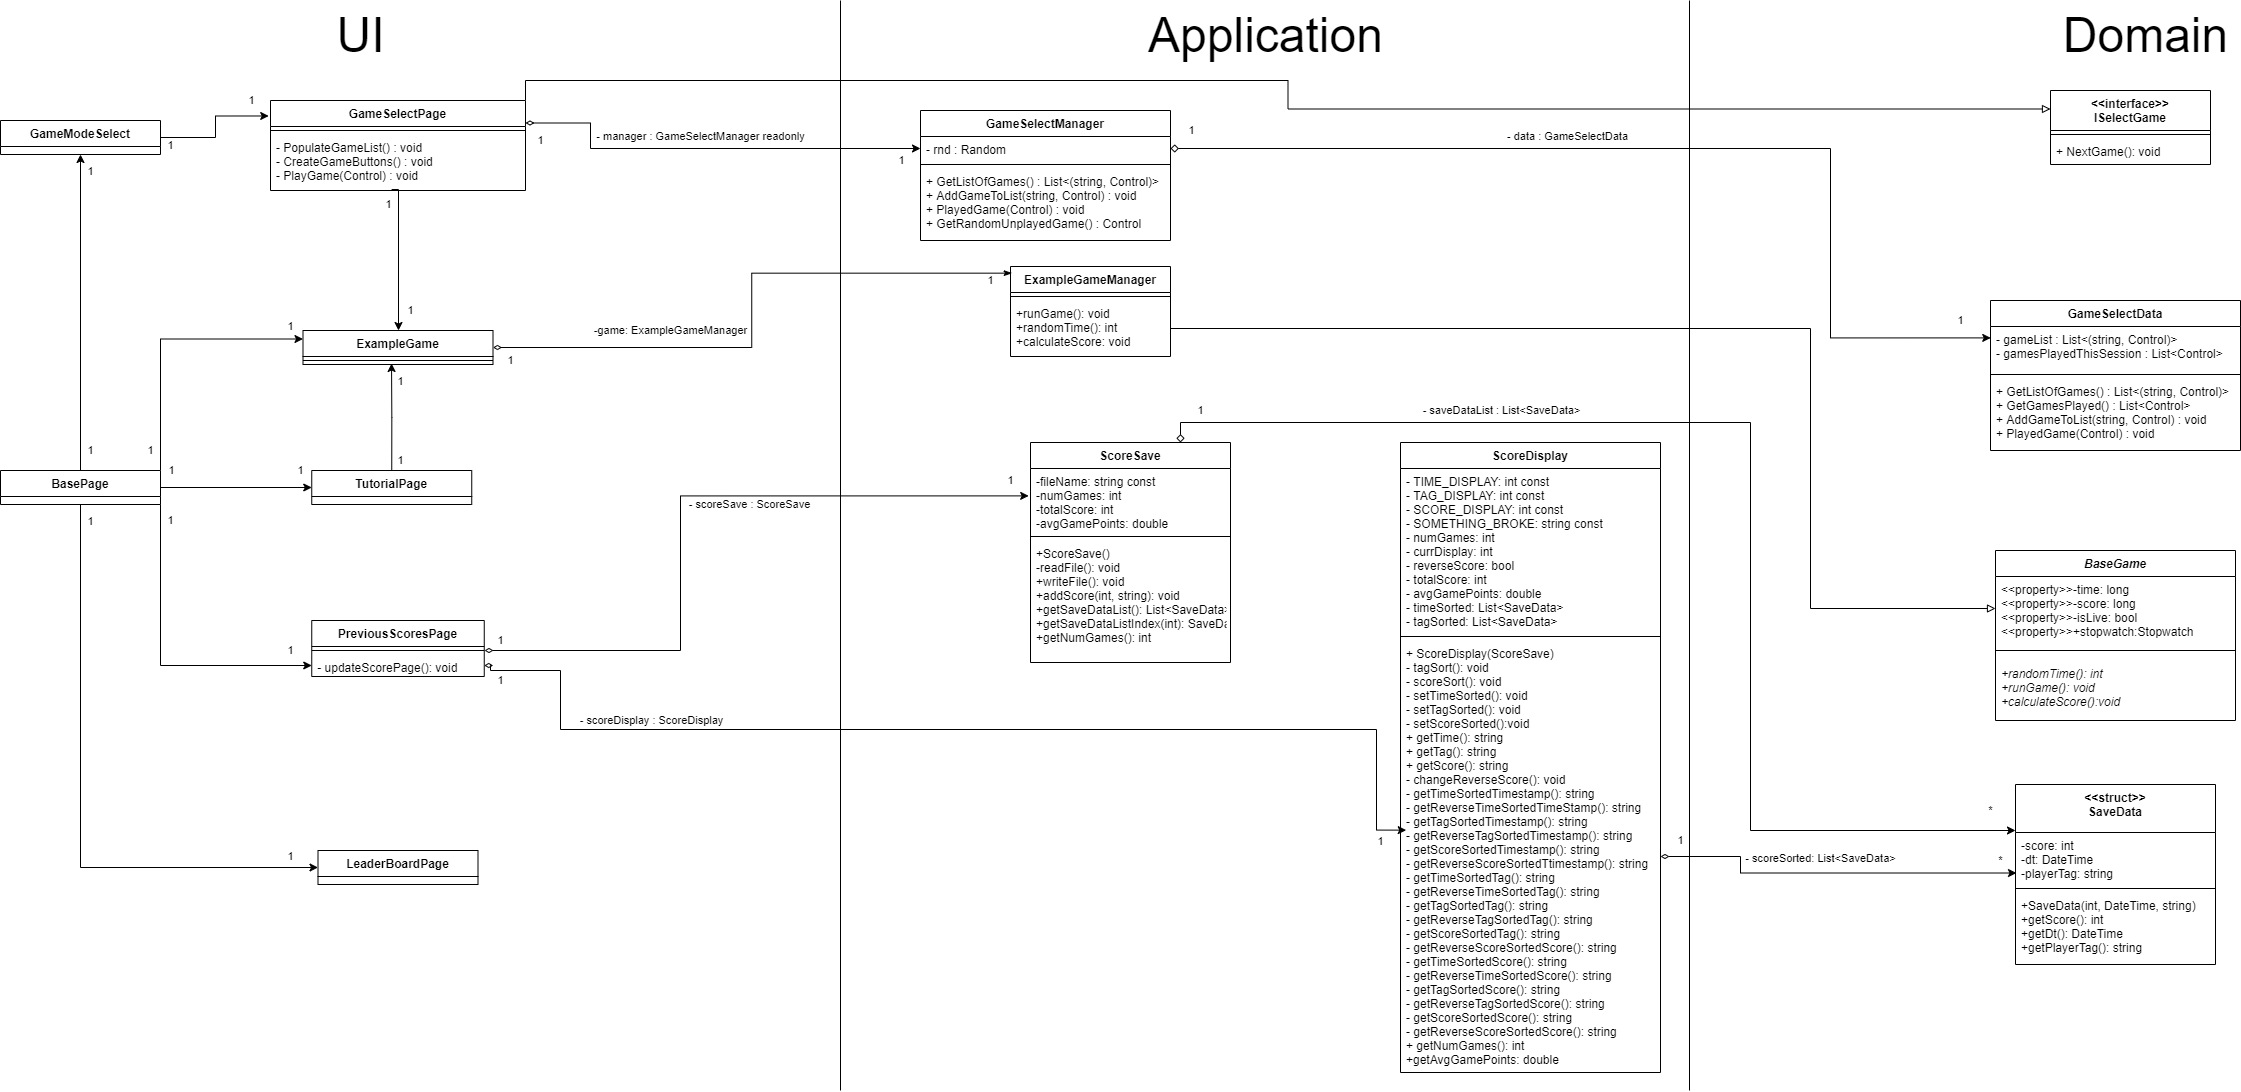 UI
Application
Domain
GameModeSelect
1
1
1
GameSelectPage
- PopulateGameList() : void
- CreateGameButtons() : void
- PlayGame(Control) : void
1
1
- manager : GameSelectManager readonly
1
GameSelectManager
- rnd : Random
+ GetListOfGames() : List<(string, Control)>
+ AddGameToList(string, Control) : void
+ PlayedGame(Control) : void
+ GetRandomUnplayedGame() : Control
1
- data : GameSelectData
1
<<interface>>
ISelectGame
+ NextGame(): void
GameSelectData
- gameList : List<(string, Control)>
- gamesPlayedThisSession : List<Control>
+ GetListOfGames() : List<(string, Control)>
+ GetGamesPlayed() : List<Control>
+ AddGameToList(string, Control) : void
+ PlayedGame(Control) : void
1
1
ExampleGame
1
1
-game: ExampleGameManager
1
ExampleGameManager
+runGame(): void
+randomTime(): int
+calculateScore: void
1
1
1
BasePage
1
1
TutorialPage
1
1
1
1
PreviousScoresPage
- updateScorePage(): void
1
1
- scoreSave : ScoreSave
1
- scoreDisplay : ScoreDisplay
1
1
LeaderBoardPage
1
- saveDataList : List<SaveData>
ScoreSave
-fileName: string const
-numGames: int
-totalScore: int
-avgGamePoints: double
+ScoreSave()
-readFile(): void
+writeFile(): void
+addScore(int, string): void
+getSaveDataList(): List<SaveData>
+getSaveDataListIndex(int): SaveDa
+getNumGames(): int
ScoreDisplay
- TIME_DISPLAY: int const
- TAG_DISPLAY: int const
- SCORE_DISPLAY: int const
- SOMETHING_BROKE: string const
- numGames: int
- currDisplay: int
- reverseScore: bool
- totalScore: int
- avgGamePoints: double
- timeSorted: List<SaveData>
- tagSorted: List<SaveData>
+ ScoreDisplay(ScoreSave)
- tagSort(): void
- scoreSort(): void
- setTimeSorted(): void
- setTagSorted(): void
- setScoreSorted():void
+ getTime(): string
+ getTag(): string
+ getScore(): string
- changeReverseScore(): void
- getTimeSortedTimestamp(): string
- getReverseTimeSortedTimeStamp(): string
- getTagSortedTimestamp(): string
- getReverseTagSortedTimestamp(): string
- getScoreSortedTimestamp(): string
- getReverseScoreSortedTtimestamp(): string
- getTimeSortedTag(): string
- getReverseTimeSortedTag(): string
- getTagSortedTag(): string
- getReverseTagSortedTag(): string
- getScoreSortedTag(): string
- getReverseScoreSortedScore(): string
- getTimeSortedScore(): string
- getReverseTimeSortedScore(): string
- getTagSortedScore(): string
- getReverseTagSortedScore(): string
- getScoreSortedScore(): string
- getReverseScoreSortedScore(): string
+ getNumGames(): int
+getAvgGamePoints: double
1
- scoreSorted: List<SaveData>
*
*
BaseGame
<<property>>-time: long
<<property>>-score: long
<<property>>-isLive: bool
<<property>>+stopwatch:Stopwatch
+randomTime(): int
+runGame(): void
+calculateScore():void
<<struct>>
SaveData
-score: int
-dt: DateTime
-playerTag: string
+SaveData(int, DateTime, string)
+getScore(): int
+getDt(): DateTime
+getPlayerTag(): string